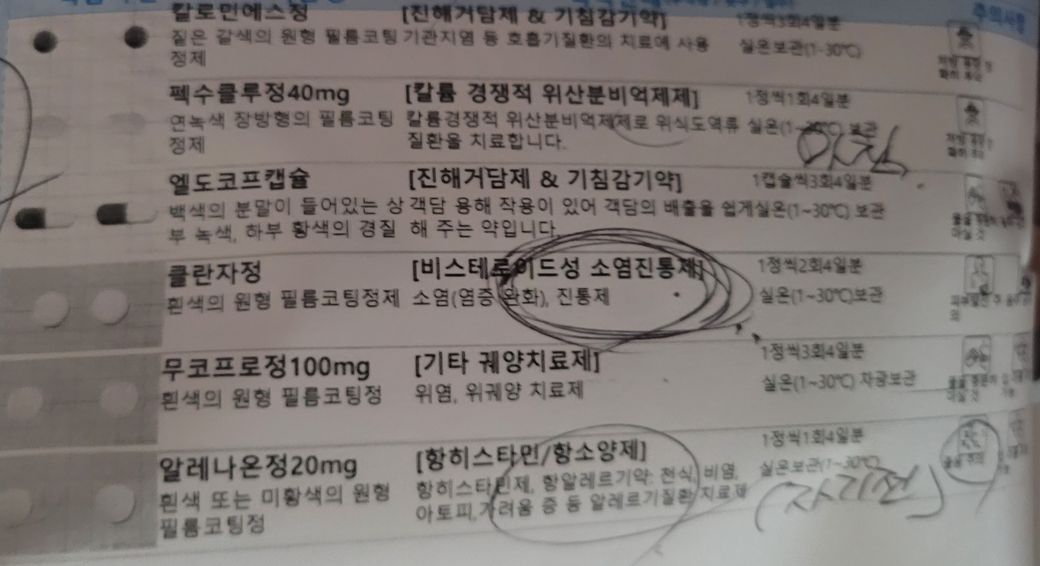 주의사항
칼로민에스정 [진해거담제 & 기침감기약] 1정씩3회4일분
짙은 갈색의 원형 필름코팅 기관지염 등 호흡기질환의 치료에 사용 실온보관(1~30℃)
정제
펙수클루정40mg [칼륨 경쟁적 위산분비억제제] 1정씩1회4일분
연녹색 장방형의 필름코팅 칼륨경쟁적 위산분비억제제로 위식도역류 실온(1~30℃) 보관
정제 질환을 치료합니다.
엘도코프캡슐 [진해거담제 & 기침감기약] 1캡슐씩3회4일분
백색의 분말이 들어있는 상 객담 용해 작용이 있어 객담의 배출을 쉽게 실온(1~30℃) 보관
부 녹색, 하부 황색의 경질 해 주는 약입니다. 마실 것
클란자정 [비스테로이드성 소염진통제] 1정씩2회4일분
흰색의 원형 필름코팅정제 소염(염증 완화), 진통제 실온(1~30℃)보관
무코프로정100mg [기타 궤양치료제] 1정씩3회4일분
흰색의 원형 필름코팅정 위염, 위궤양 치료제 실온(1~30℃) 차광보관
알레나온정20mg [항히스타민/항소양제] 1정씩1회4일분
흰색 또는 미황색의 원형 항히스타민제, 항알레르기약: 천식, 비염, 실온보관(1~30℃) 졸음 주의
필름코팅정 아토피,가려움 증 등 알레르기질환 치료제